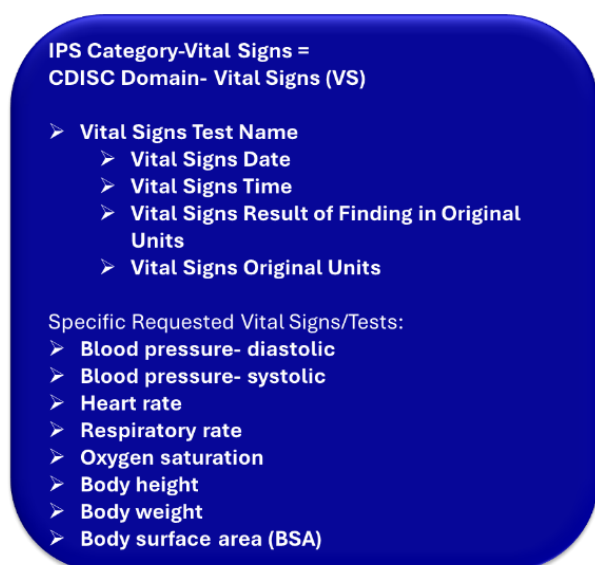 IPS Category-Vital Signs =
CDISC Domain- Vital Signs (VS)
➢ Vital Signs Test Name
➢ Vital Signs Date
➢ Vital Signs Time
➢ Vital Signs Result of Finding in Original
Units
➢ Vital Signs Original Units
Specific Requested Vital Signs/Tests:
➢ Blood pressure- diastolic
➢ Blood pressure- systolic
➢ Heart rate
➢ Respiratory rate
➢ Oxygen saturation
➢ Body height
➢ Body weight
➢ Body surface area (BSA)